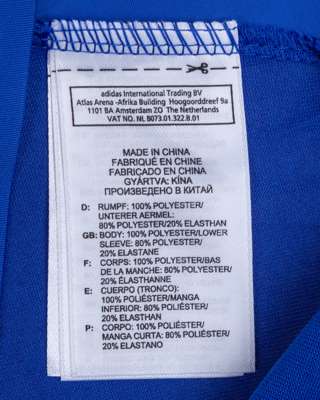 adidas International Trading BV
Atlas Arena -Afrika Building Hoogoorddreef 9a
1101 BA Amsterdam ZO The Netherlands
VAT NO. NL 8073.01.322.B.01
MADE IN CHINA
FABRIQUÉ EN CHINE
FABRICADO EN CHINA
GYÁRTVA: KÍNA
ПРОИЗВЕДЕНО В КИТАЙ
D: RUMPF: 100% POLYESTER/
UNTERER AERMEL:
80% POLYESTER/20% ELASTHAN
GB: BODY: 100% POLYESTER/LOWER
SLEEVE: 80% POLYESTER/
20% ELASTANE
F: CORPS: 100% POLYESTER/BAS
DE LA MANCHE: 80% POLYESTER/
20% ÉLASTHANNE
E: CUERPO (TRONCO):
100% POLIÉSTER/MANGA
INFERIOR: 80% POLIÉSTER/
20% ELASTHAN
P: CORPO: 100% POLIÉSTER/
MANGA CURTA: 80% POLIÉSTER/
20% ELASTANO